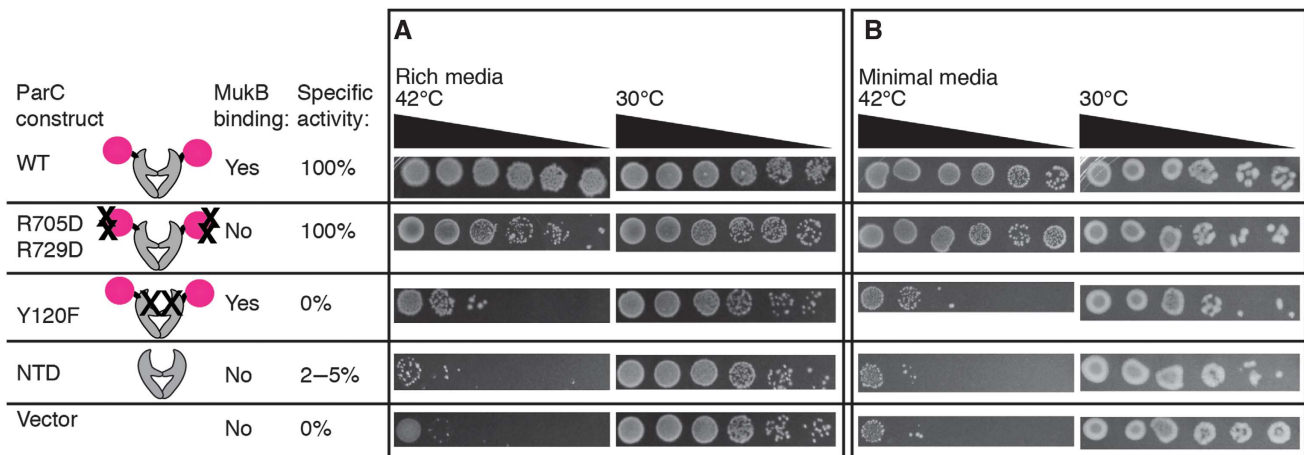 A
B
Rich media
42°C 30°C
Minimal media
42°C 30°C
ParC
construct
MukB
binding:
Specific
activity:
WT Yes 100%
R705D
R729D
No 100%
Y120F Yes 0%
NTD No 2–5%
Vector No 0%
X X X X
X X